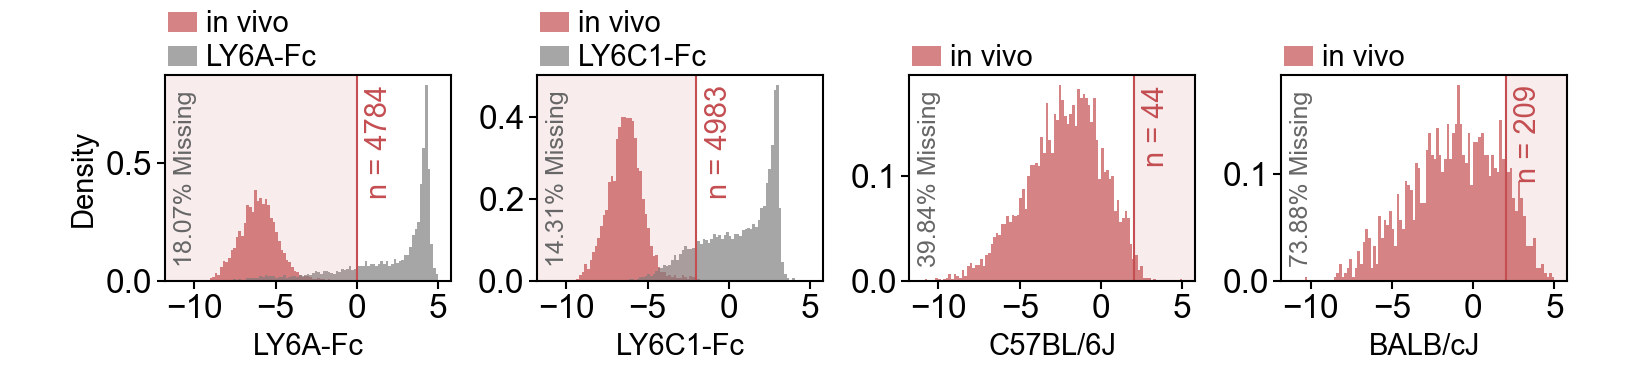 in vivo
LY6A-Fc
Density
0.5
0.0
18.07% Missing
n = 4784
−10 −5 0 5
LY6A-Fc
in vivo
LY6C1-Fc
0.4
0.2
0.0
14.31% Missing
n = 4983
−10 −5 0 5
LY6C1-Fc
in vivo
0.1
0.0
39.84% Missing
n = 44
−10 −5 0 5
C57BL/6J
in vivo
0.1
0.0
73.88% Missing
n = 209
−10 −5 0 5
BALB/cJ